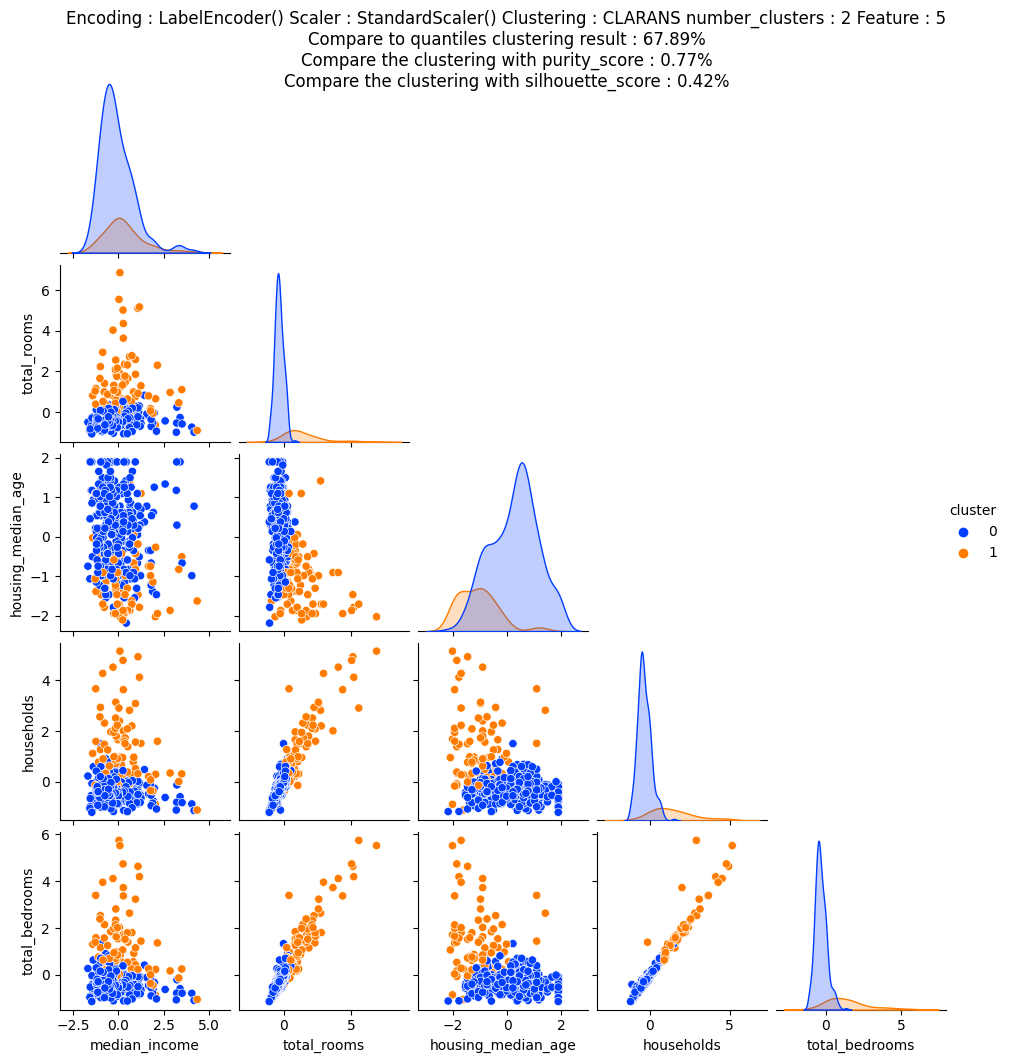 Encoding : LabelEncoder() Scaler : StandardScaler() Clustering : CLARANS number_clusters : 2 Feature : 5
Compare to quantiles clustering result : 67.89%
Compare the clustering with purity_score : 0.77%
Compare the clustering with silhouette_score : 0.42%
6
4
2
0
total_rooms
2
1
0
−1
−2
housing_median_age
cluster
0
1
4
2
0
households
6
4
2
0
total_bedrooms
−2.5 0.0 2.5 5.0
0 5
−2 0 2
0 5
0 5
median_income
total_rooms
housing_median_age
households
total_bedrooms